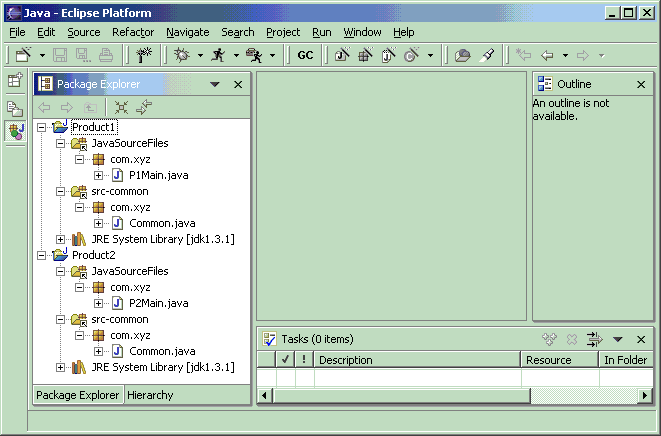 Java - Eclipse Platform
File Edit Source Refactor Navigate Search Project Run Window Help
GC
Package Explorer
Product1
JavaSourceFiles
com.xyz
P1Main.java
src-common
com.xyz
Common.java
JRE System Library [jdk1.3.1]
Product2
JavaSourceFiles
com.xyz
P2Main.java
src-common
com.xyz
Common.java
JRE System Library [jdk1.3.1]
Package Explorer Hierarchy
Outline
An outline is not
available.
Tasks (0 items)
✓ ! Description Resource In Folder